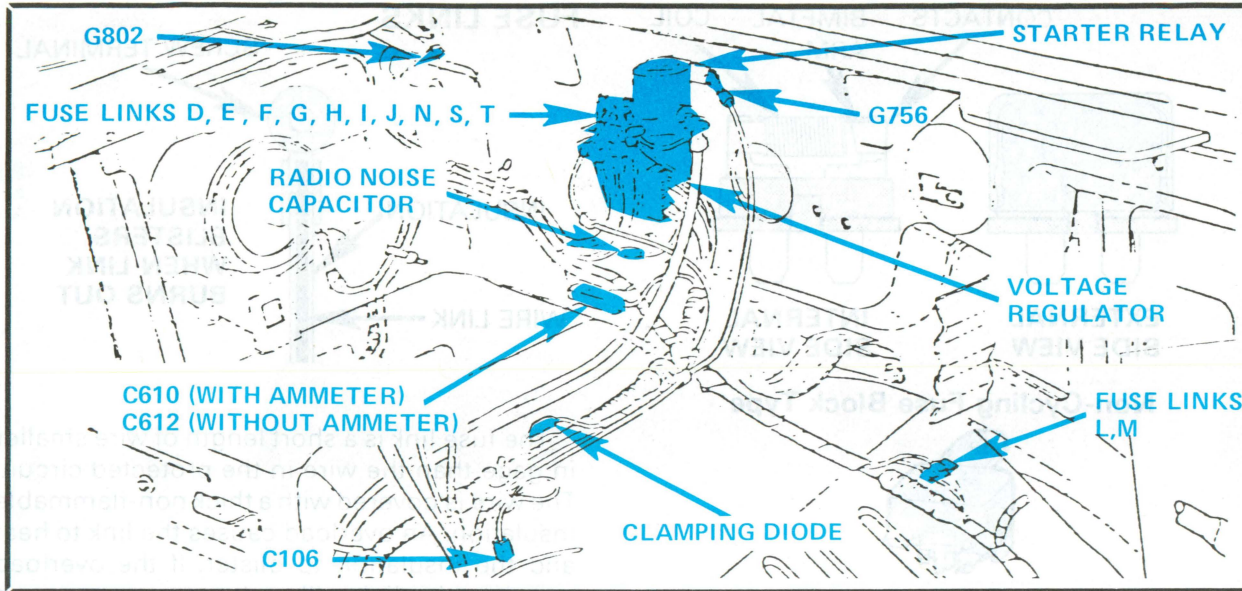 G802
STARTER RELAY
FUSE LINKS D, E, F, G, H, I, J, N, S, T
G756
RADIO NOISE
CAPACITOR
VOLTAGE
REGULATOR
C610 (WITH AMMETER)
C612 (WITHOUT AMMETER)
FUSE LINKS
L,M
CLAMPING DIODE
C106